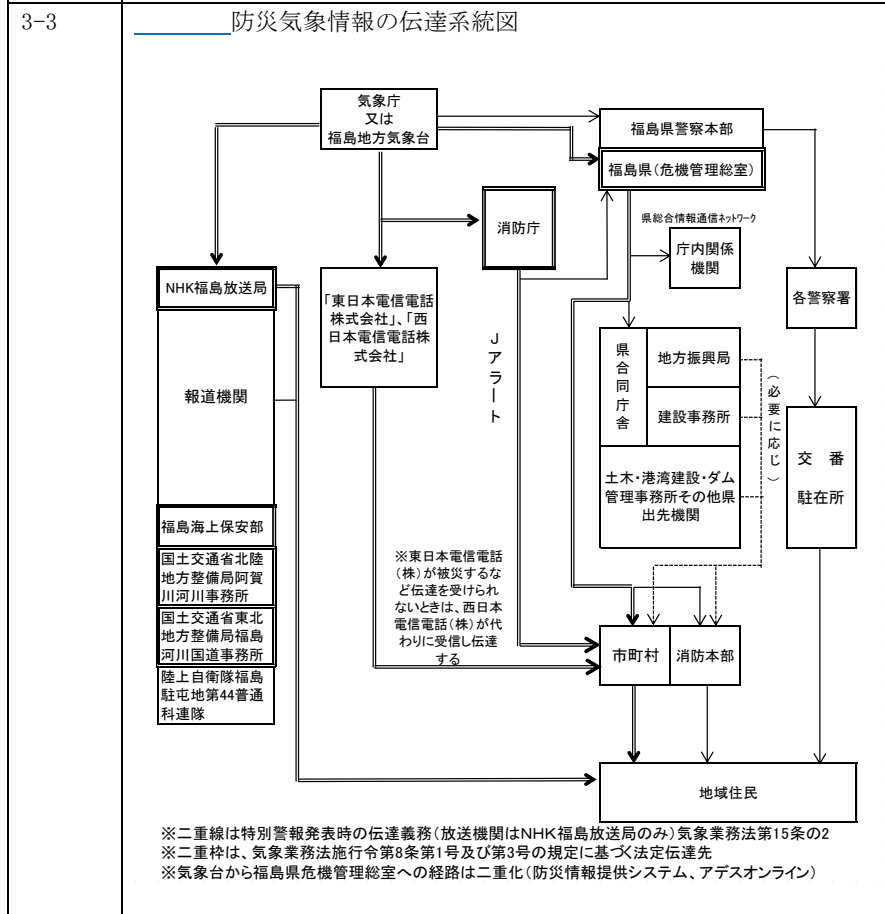 3-3
防災気象情報の伝達系統図
気象庁
又は
福島地方気象台
福島県警察本部
福島県(危機管理総室)
県総合情報通信ネットワーク
消防庁
庁内関係
機関
NHK福島放送局
「東日本電信電話
株式会社」、「西
日本電信電話株
式会社」
各警察署
Jアラート
県合同庁舎
地方振興局
建設事務所
(必要に応じ)
報道機関
交 番
駐在所
土木・港湾建設・ダム
管理事務所その他県
出先機関
福島海上保安部
国土交通省北陸
地方整備局阿賀
川河川事務所
国土交通省東北
地方整備局福島
河川国道事務所
陸上自衛隊福島
駐屯地第44普通
科連隊
※東日本電信電話
(株)が被災するな
ど伝達を受けられ
ないときは、西日本
電信電話(株)が代
わりに受信し伝達
する
市町村
消防本部
地域住民
※二重線は特別警報発表時の伝達義務(放送機関はNHK福島放送局のみ)気象業務法第15条の2
※二重枠は、気象業務法施行令第8条第1号及び第3号の規定に基づく法定伝達先
※気象台から福島県危機管理総室への経路は二重化(防災情報提供システム、アデスオンライン)